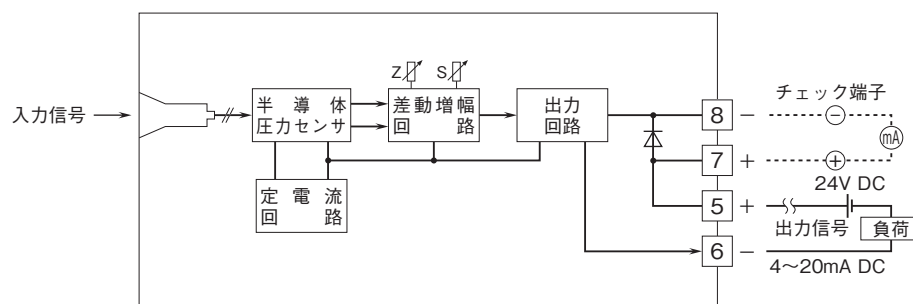 入力信号
半導体
圧力センサ
定電流
回路
Z
S
差動増幅
回路
出力
回路
8 −
7 +
5 +
6 −
チェック端子
−
mA
+
24V DC
出力信号
負荷
4～20mA DC